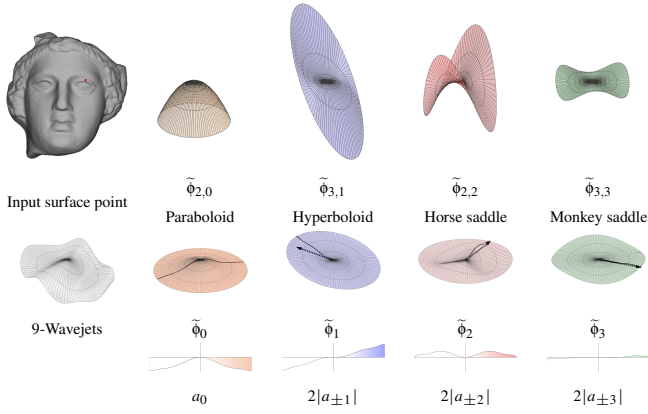 ϕ̃2,0 ϕ̃3,1 ϕ̃2,2 ϕ̃3,3
Input surface point Paraboloid Hyperboloid Horse saddle Monkey saddle
9-Wavejets ϕ̃0 ϕ̃1 ϕ̃2 ϕ̃3
a0 2|a±1| 2|a±2| 2|a±3|